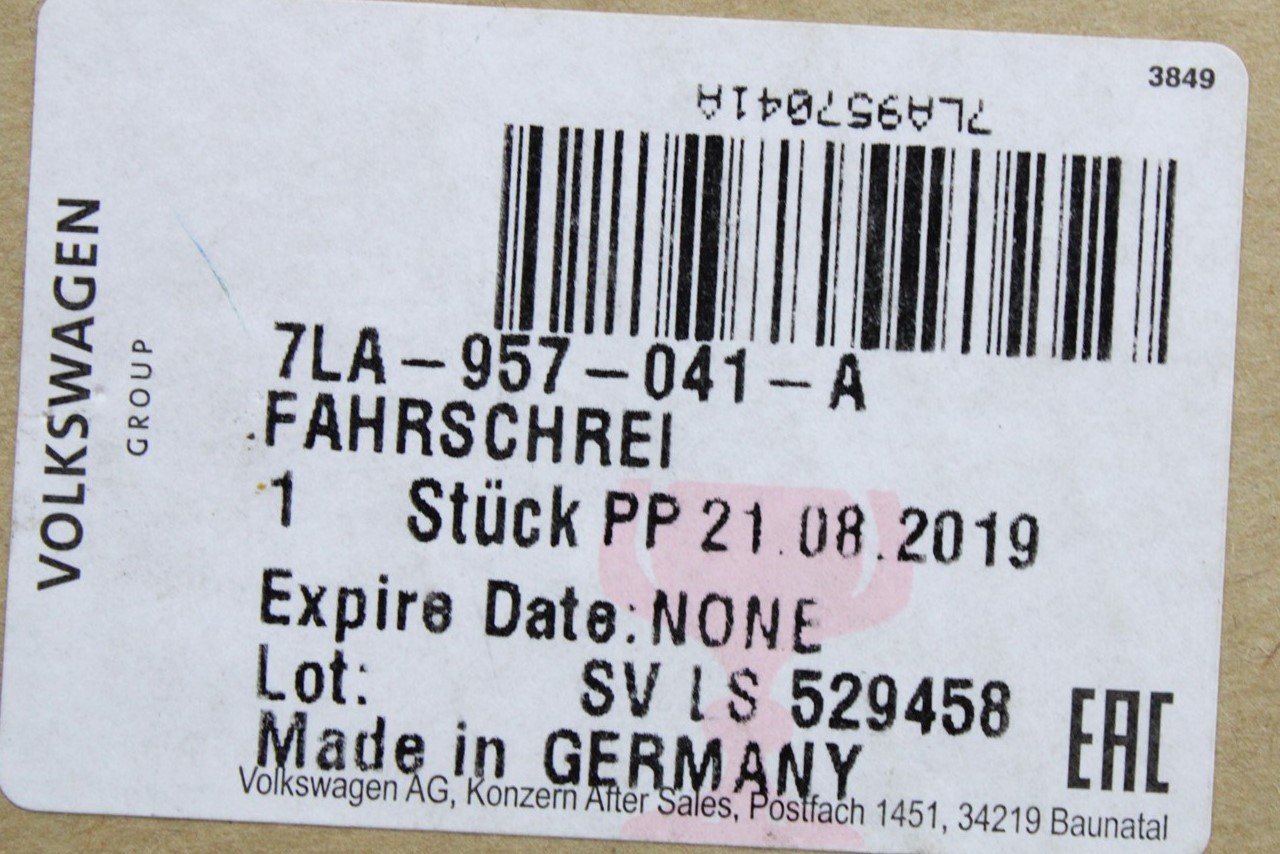 3849
7LA957041A
7LA-957-041-A
FAHRSCHREI
1 Stück PP 21.08.2019
Expire Date: NONE
Lot: SV LS 529458
Made in GERMANY
EAC
Volkswagen AG, Konzern After Sales, Postfach 1451, 34219 Baunatal
VOLKSWAGEN
GROUP